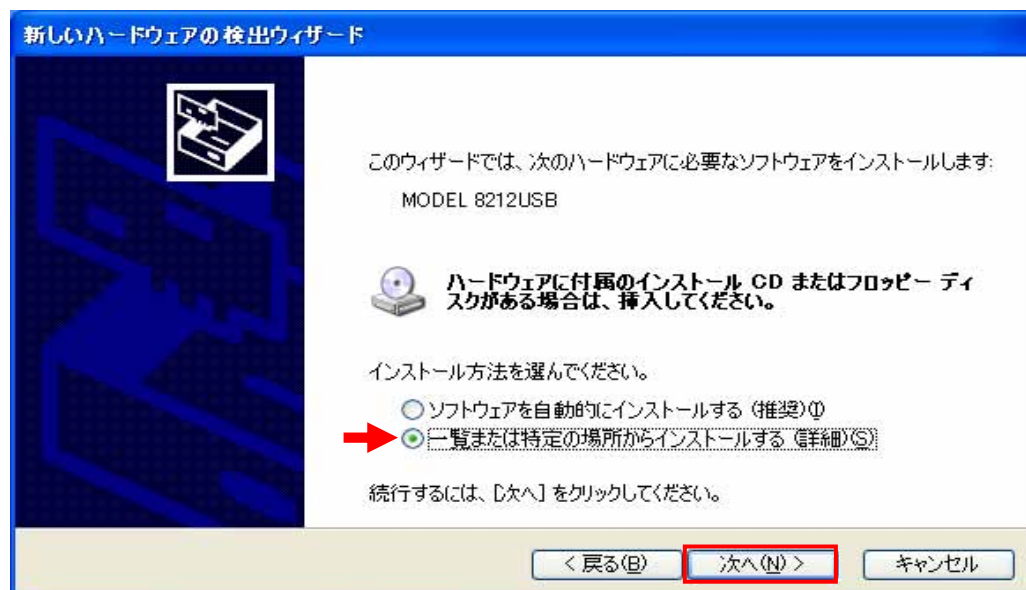 新しいハードウェアの検出ウィザード
このウィザードでは、次のハードウェアに必要なソフトウェアをインストールします:
MODEL 8212USB
ハードウェアに付属のインストール CD またはフロッピー ディ
スクがある場合は、挿入してください。
インストール方法を選んでください。
ソフトウェアを自動的にインストールする (推奨)(I)
一覧または特定の場所からインストールする (詳細)(S)
続行するには、[次へ] をクリックしてください。
< 戻る(B)
次へ(N) >
キャンセル